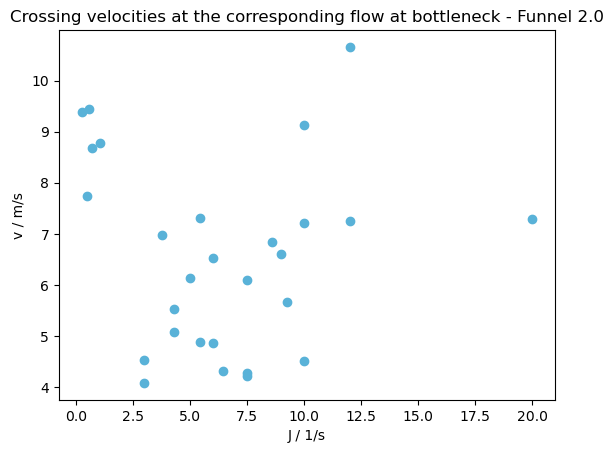 Crossing velocities at the corresponding flow at bottleneck - Funnel 2.0
10
9
8
7
6
5
4
v / m/s
0.0 2.5 5.0 7.5 10.0 12.5 15.0 17.5 20.0
J / 1/s